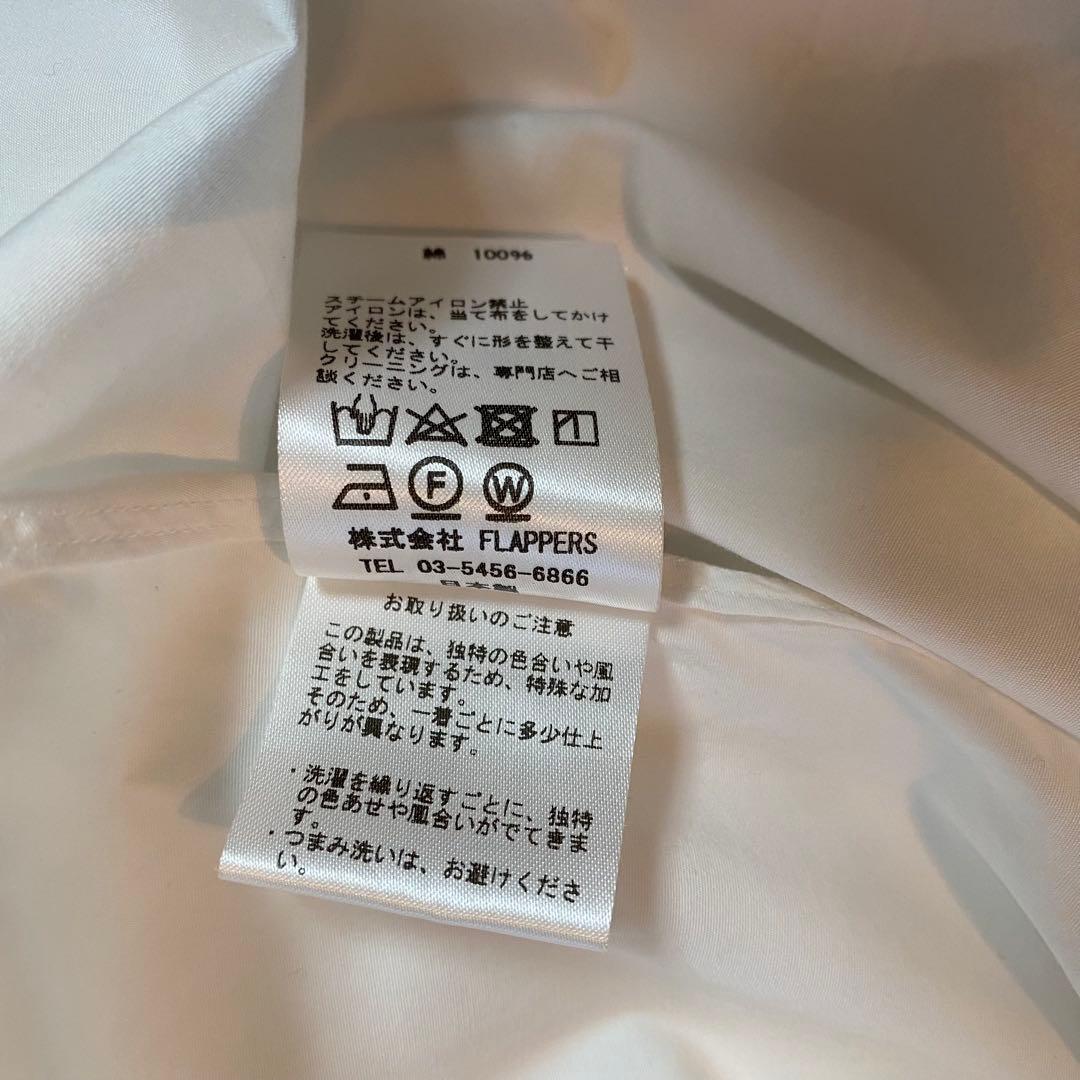 綿 100%
スチームアイロン禁止
アイロンは、当て布をしてかけ
てください。
洗濯後は、すぐに形を整えて干
してください。
クリーニングは、専門店へご相
談ください。
F W
株式会社 FLAPPERS
TEL 03-5456-6866
日本製
お取り扱いのご注意
この製品は、独特の色合いや風
合いを表現するため、特殊な加
工をしています。
そのため、一着ごとに多少仕上
がりが異なります。
・洗濯を繰り返すごとに、独特
の色あせや風合いがでてきま
す。
・つまみ洗いは、お避けくださ
い。